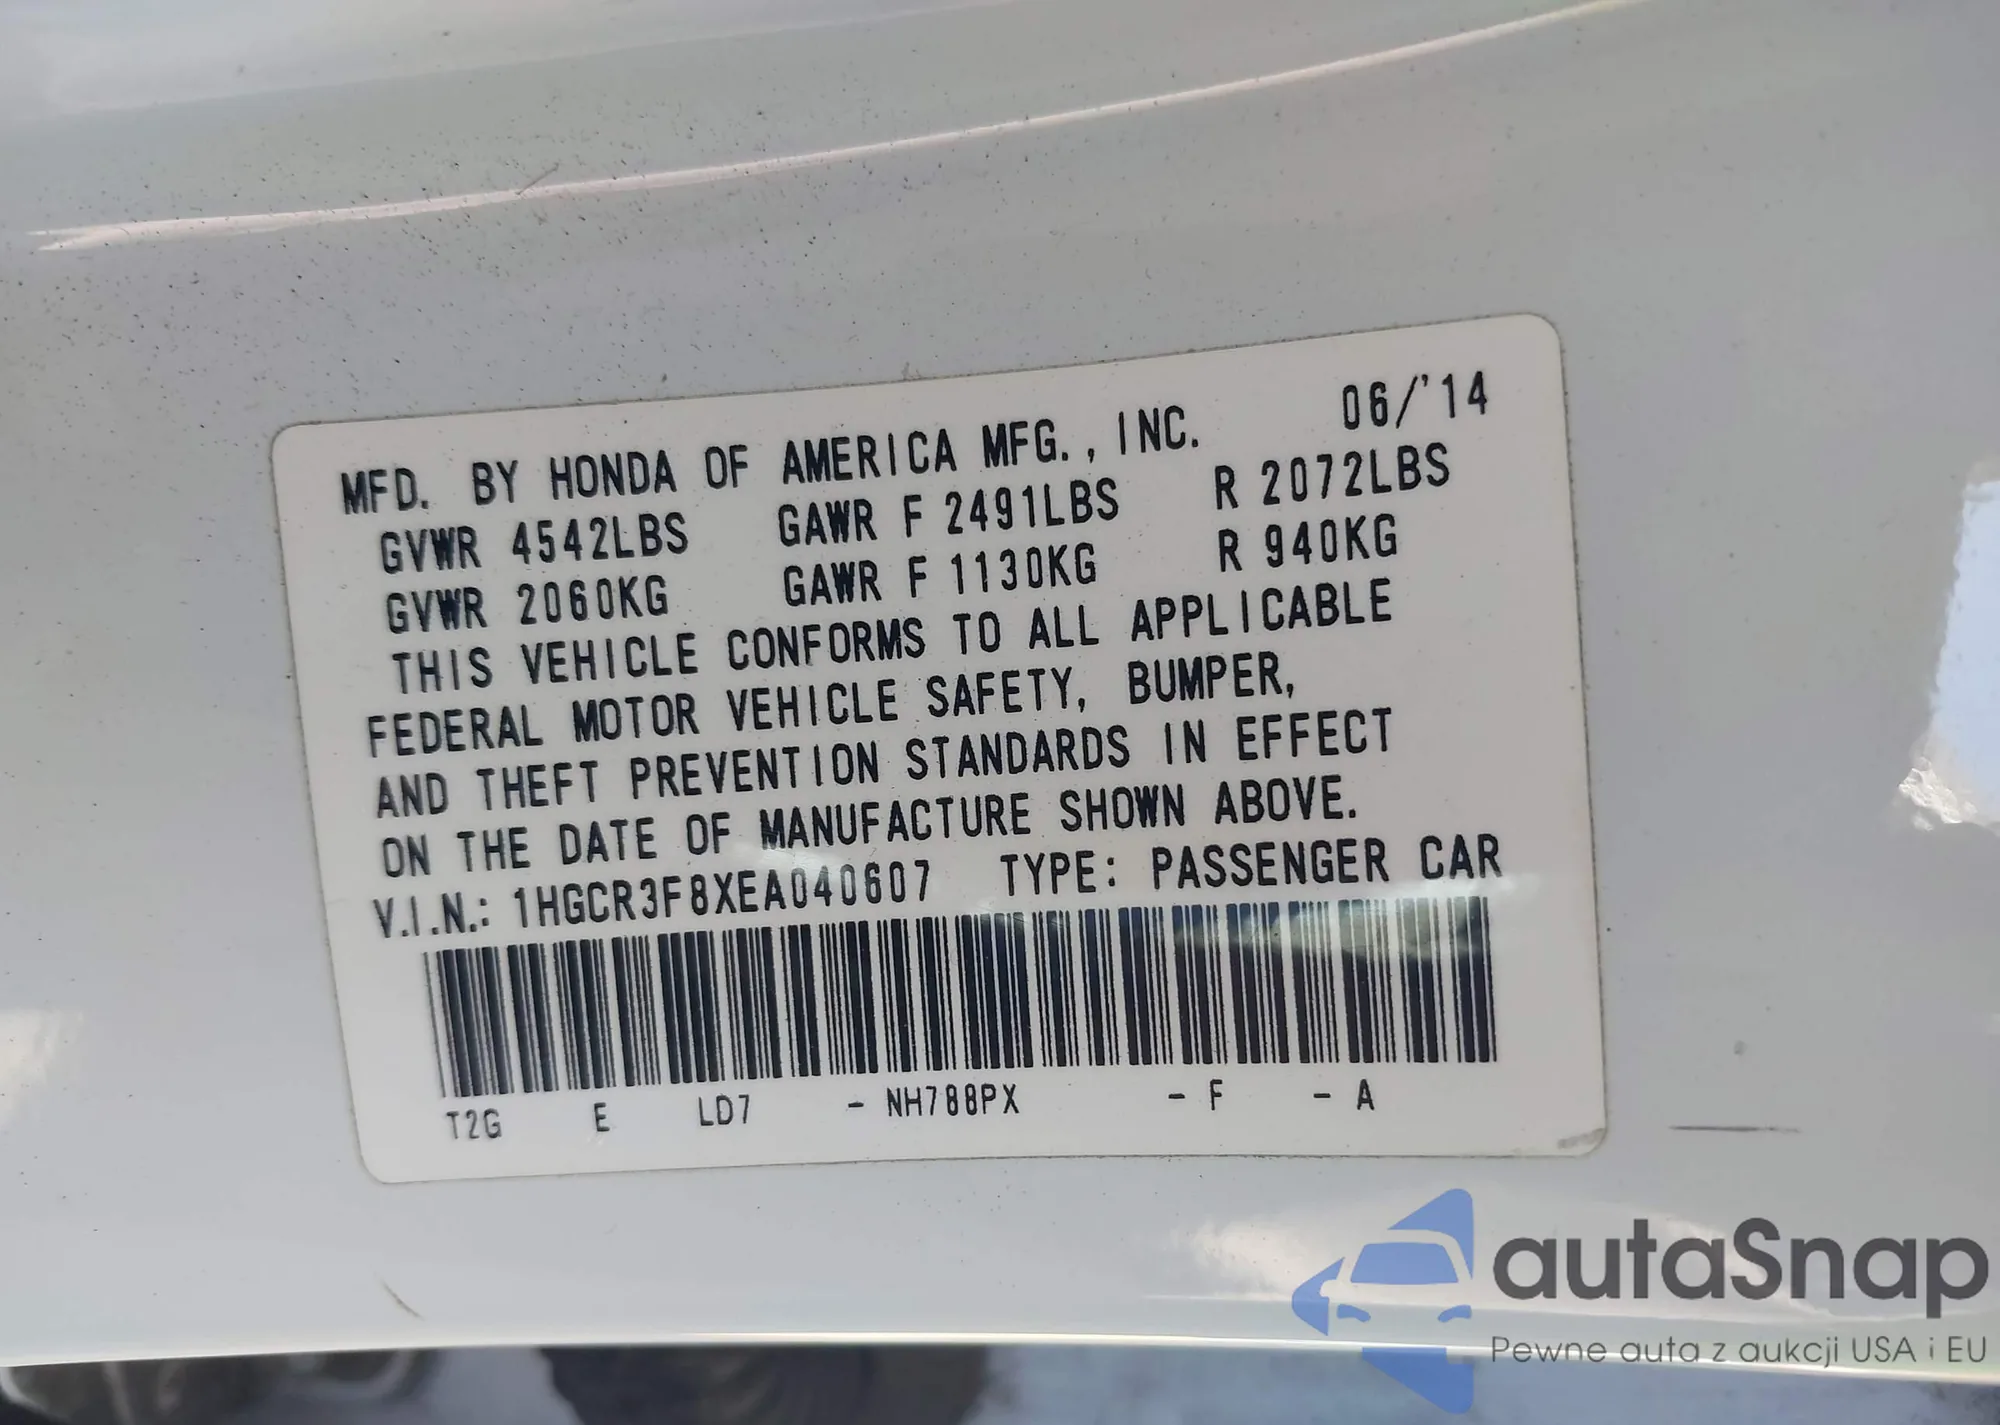 MFD. BY HONDA OF AMERICA MFG., INC. 06/'14
GVWR 4542LBS GAWR F 2491LBS R 2072LBS
GVWR 2060KG GAWR F 1130KG R 940KG
THIS VEHICLE CONFORMS TO ALL APPLICABLE
FEDERAL MOTOR VEHICLE SAFETY, BUMPER,
AND THEFT PREVENTION STANDARDS IN EFFECT
ON THE DATE OF MANUFACTURE SHOWN ABOVE.
V.I.N.: 1HGCR3F8XEA040607 TYPE: PASSENGER CAR
T2G E LD7 - NH788PX - F - A
autaSnap
Pewne auta z aukcji USA i EU